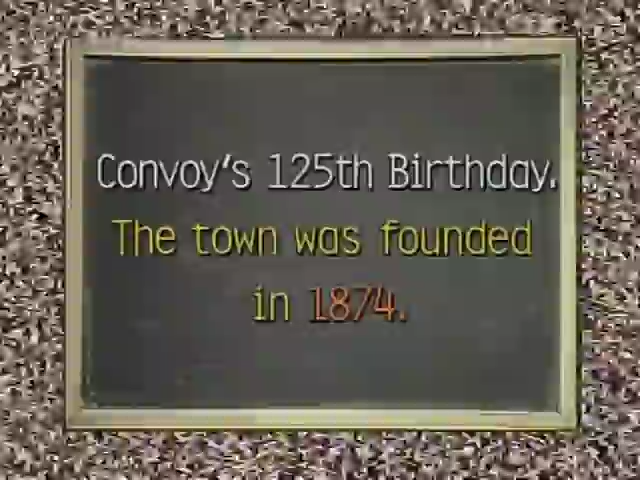 Convoy's 125th Birthday.
The town was founded
in 1874.